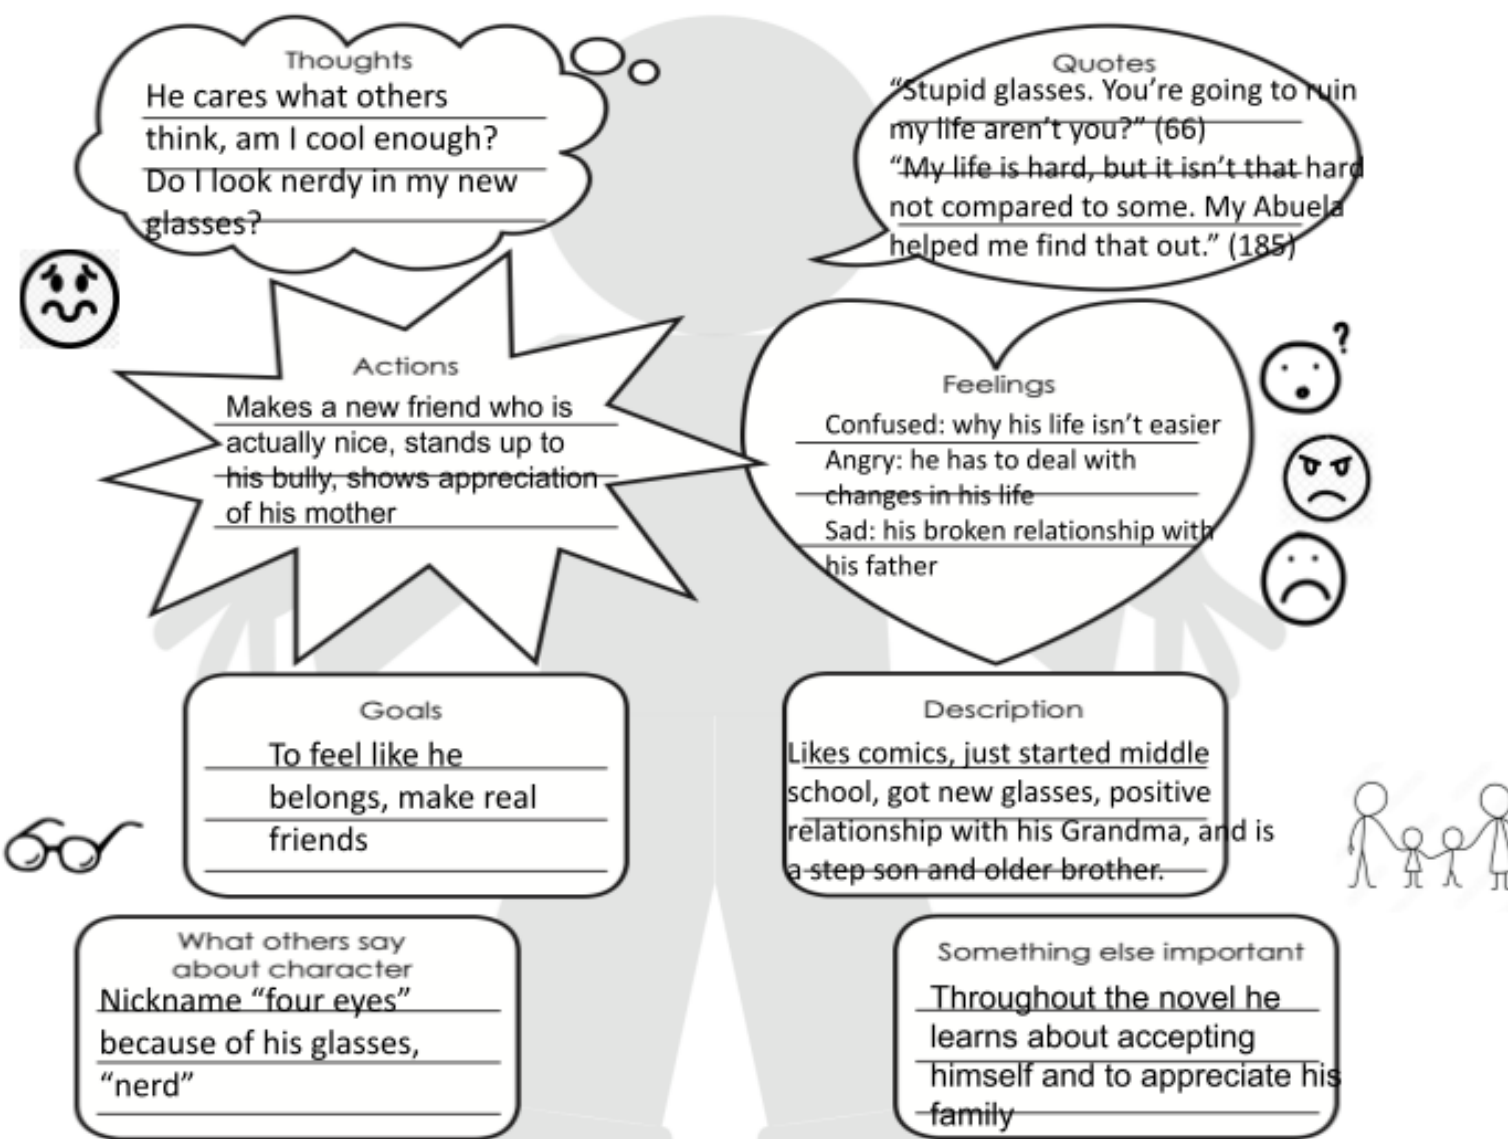 Thoughts
He cares what others
think, am I cool enough?
Do I look nerdy in my new
glasses?
Quotes
“Stupid glasses. You’re going to ruin
my life aren’t you?” (66)
“My life is hard, but it isn’t that hard
not compared to some. My Abuela
helped me find that out.” (185)
Actions
Makes a new friend who is
actually nice, stands up to
his bully, shows appreciation
of his mother
Feelings
Confused: why his life isn’t easier
Angry: he has to deal with
changes in his life
Sad: his broken relationship with
his father
?
Goals
To feel like he
belongs, make real
friends
Description
Likes comics, just started middle
school, got new glasses, positive
relationship with his Grandma, and is
a step son and older brother.
What others say
about character
Nickname “four eyes”
because of his glasses,
“nerd”
Something else important
Throughout the novel he
learns about accepting
himself and to appreciate his
family